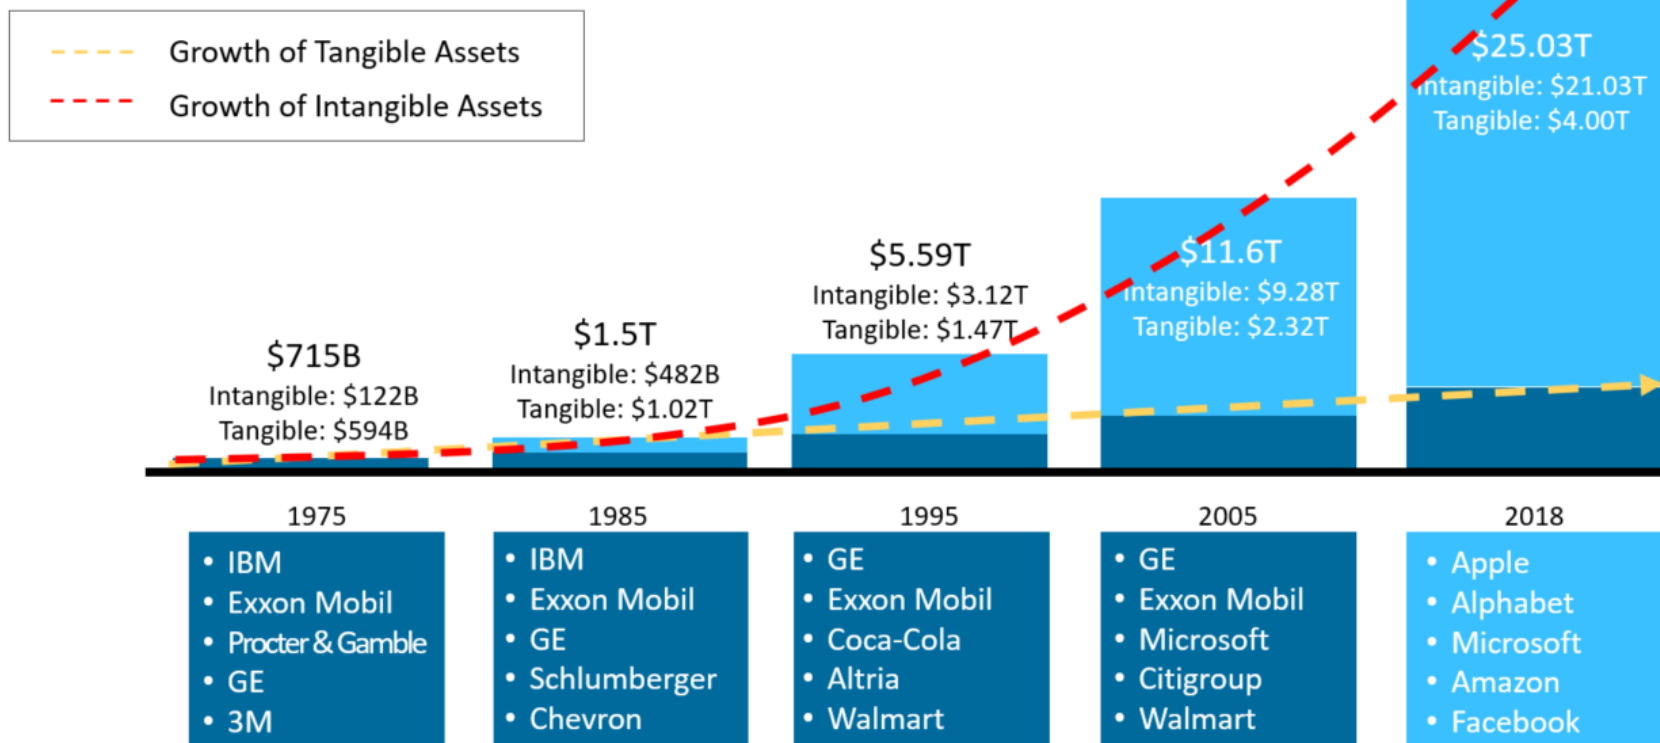 Growth of Tangible Assets
Growth of Intangible Assets
$715B
Intangible: $122B
Tangible: $594B
$1.5T
Intangible: $482B
Tangible: $1.02T
$5.59T
Intangible: $3.12T
Tangible: $1.47T
$11.6T
Intangible: $9.28T
Tangible: $2.32T
$25.03T
Intangible: $21.03T
Tangible: $4.00T
1975
• IBM
• Exxon Mobil
• Procter & Gamble
• GE
• 3M
1985
• IBM
• Exxon Mobil
• GE
• Schlumberger
• Chevron
1995
• GE
• Exxon Mobil
• Coca-Cola
• Altria
• Walmart
2005
• GE
• Exxon Mobil
• Microsoft
• Citigroup
• Walmart
2018
• Apple
• Alphabet
• Microsoft
• Amazon
• Facebook